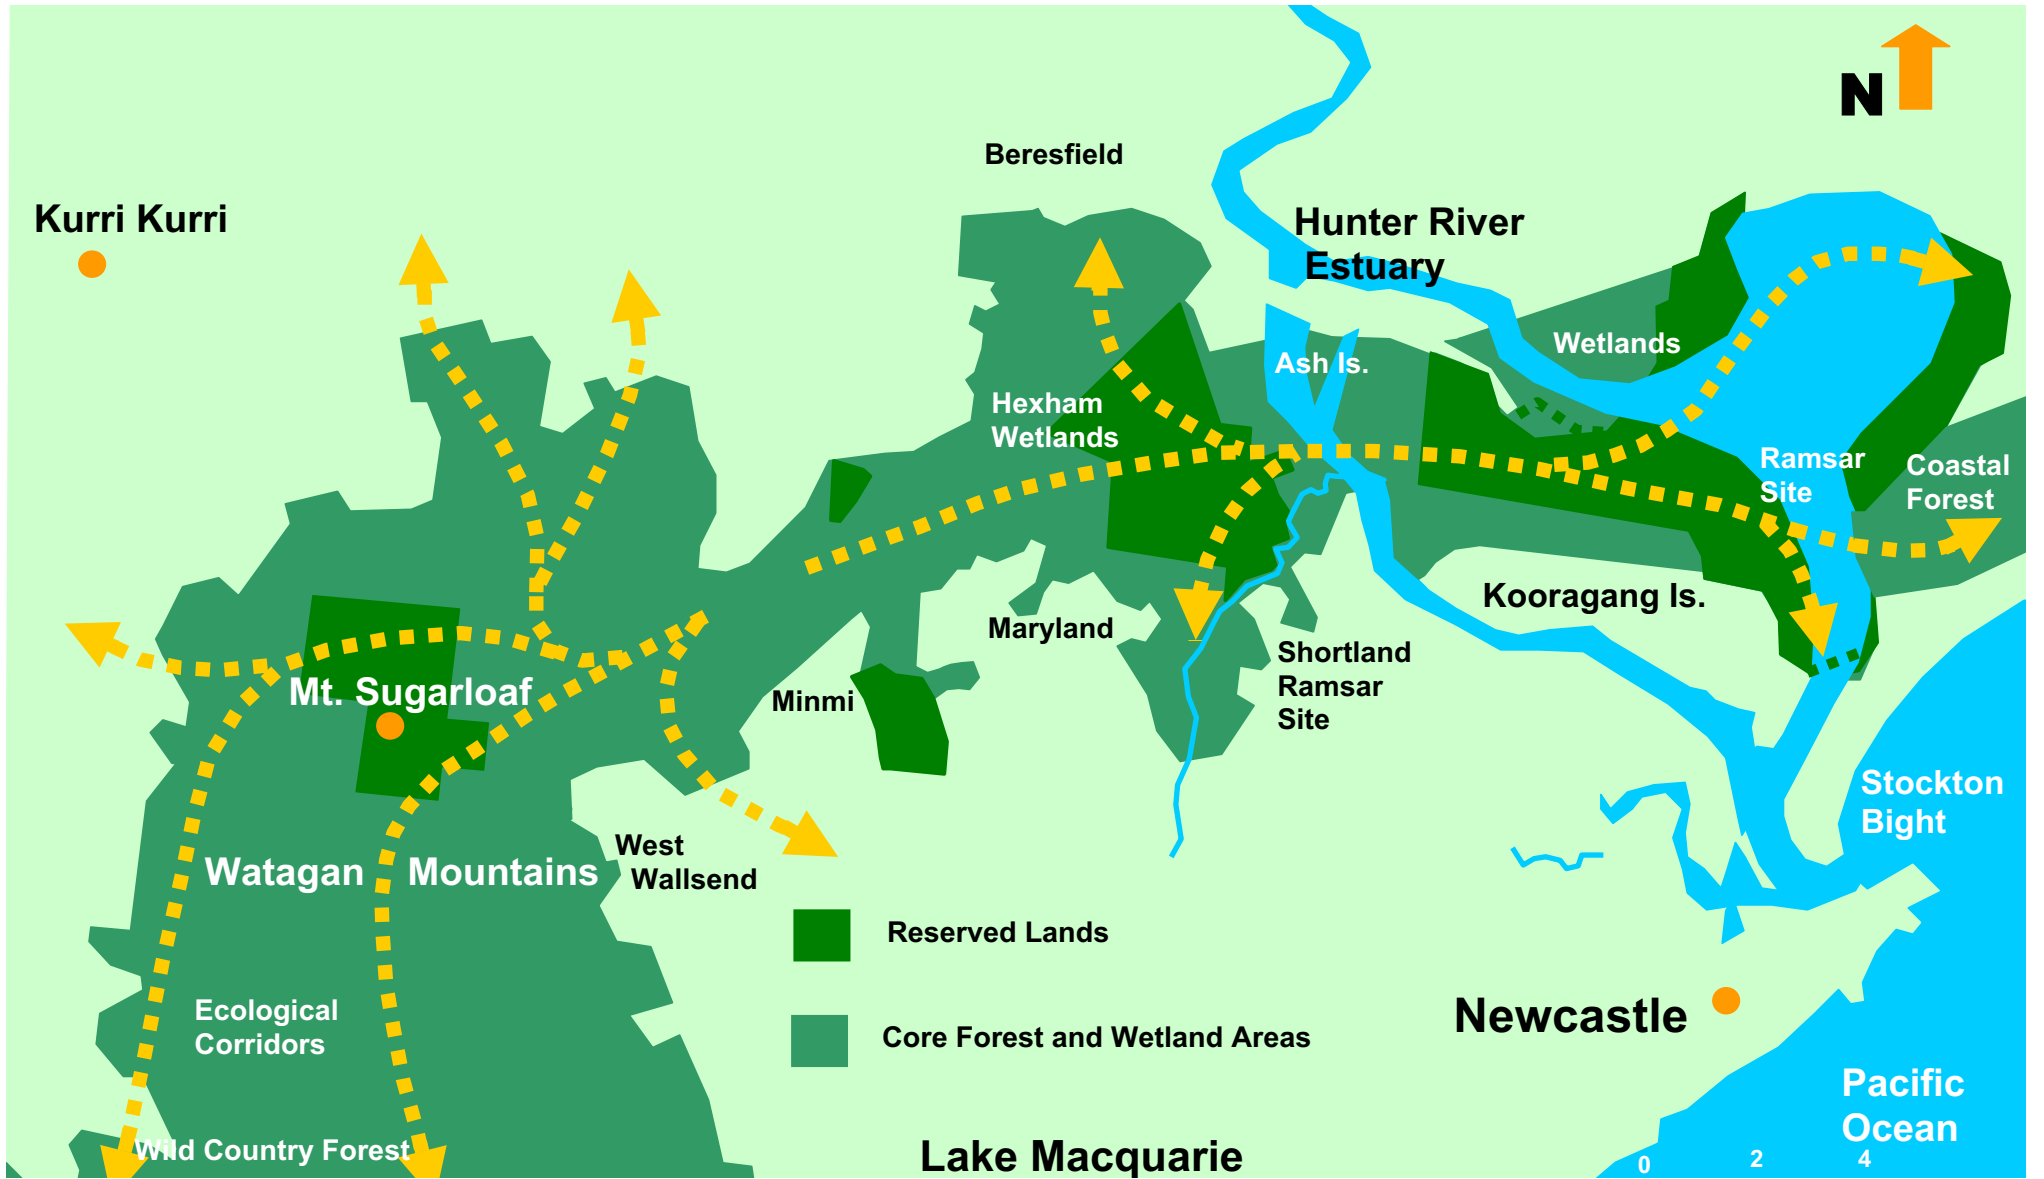 N
Beresfield
Kurri Kurri
Hunter River
Estuary
Wetlands
Ash Is.
Hexham
Wetlands
Ramsar
Site
Coastal
Forest
Kooragang Is.
Maryland
Shortland
Ramsar
Site
Mt. Sugarloaf
Minmi
Stockton
Bight
West
Wallsend
Watagan Mountains
Reserved Lands
Ecological
Corridors
Newcastle
Core Forest and Wetland Areas
Pacific
Ocean
Wild Country Forest
Lake Macquarie
0 2 4